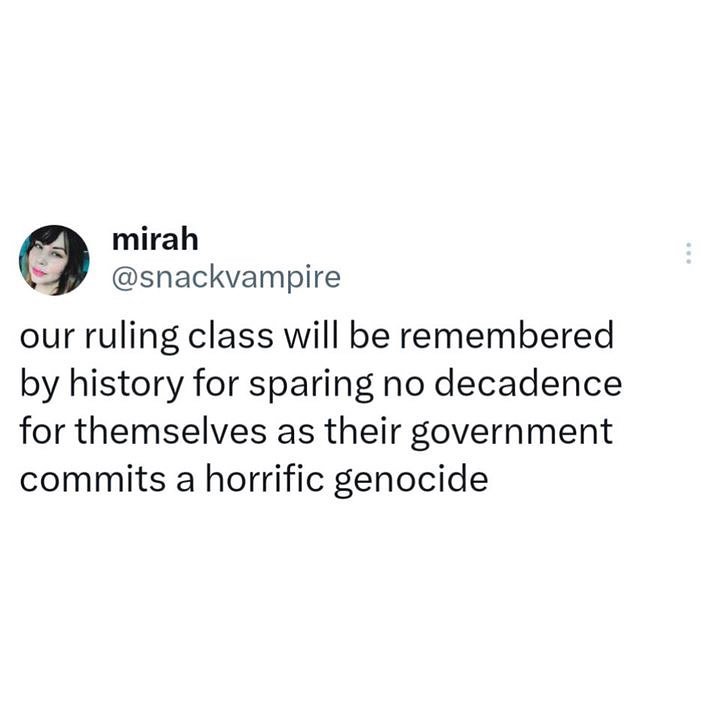 mirah
@snackvampire
our ruling class will be remembered
by history for sparing no decadence
for themselves as their government
commits a horrific genocide